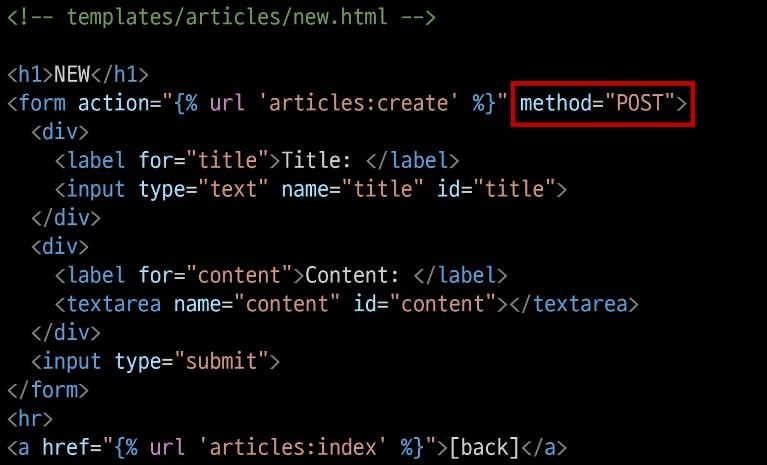 <!-- templates/articles/new.html -->
<h1>NEW</h1>
<form action="{% url 'articles:create' %}" method="POST">
<div>
<label for="title">Title: </label>
<input type="text" name="title" id="title">
</div>
<div>
<label for="content">Content: </label>
<textarea name="content" id="content"></textarea>
</div>
<input type="submit">
</form>
<hr>
<a href="{% url 'articles:index' %}">[back]</a>